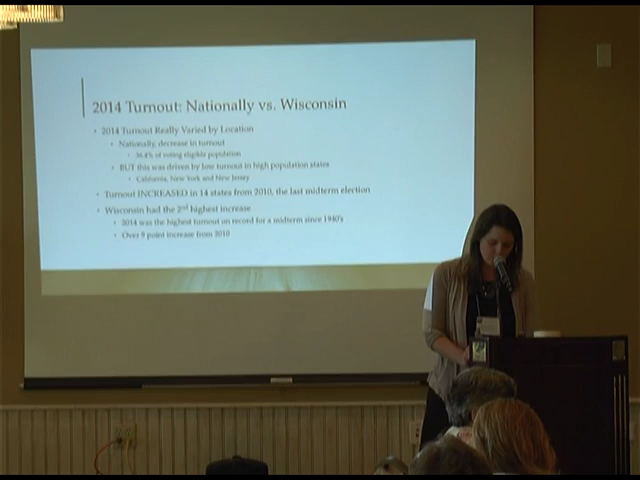 2014 Turnout: Nationally vs. Wisconsin
• 2014 Turnout Really Varied by Location
• Nationally, decrease in turnout
• 36.4% of voting eligible population
• BUT this was driven by low turnout in high population states
• California, New York and New Jersey
• Turnout INCREASED in 14 states from 2010, the last midterm election
• Wisconsin had the 2nd highest increase
• 2014 was the highest turnout on record for a midterm since 1940's
• Over 9 point increase from 2010